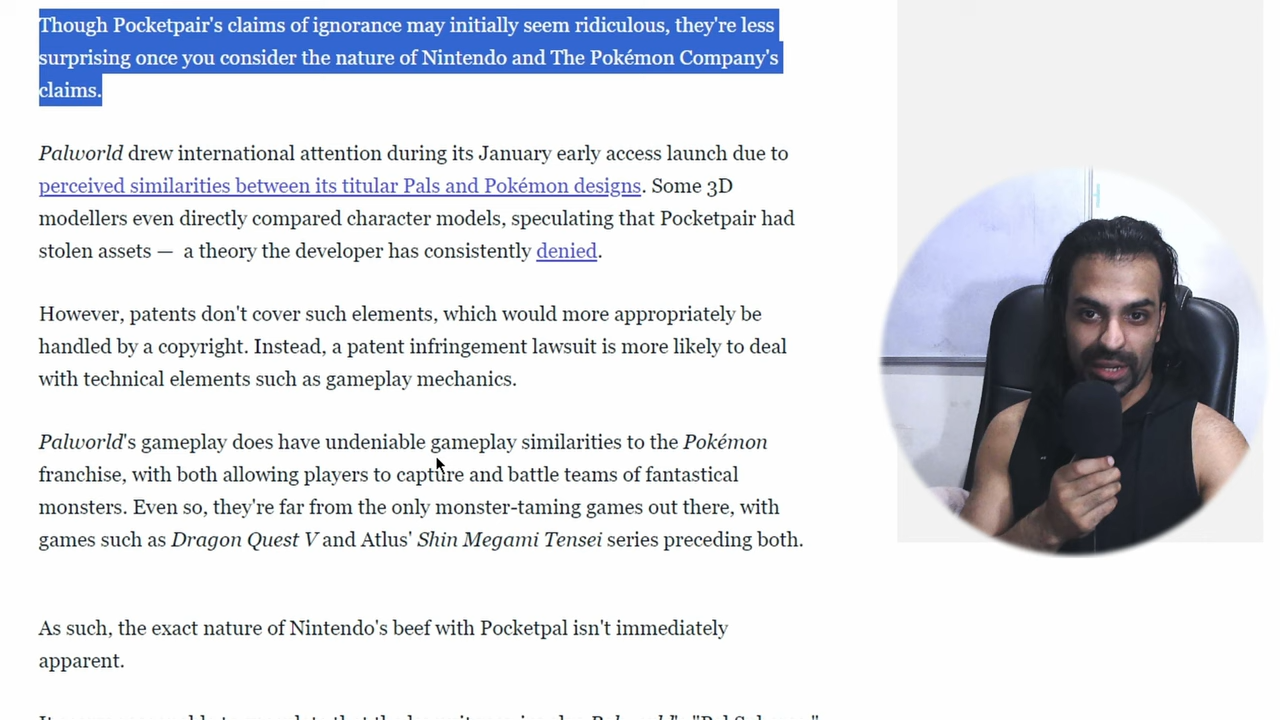 Though Pocketpair's claims of ignorance may initially seem ridiculous, they're less
surprising once you consider the nature of Nintendo and The Pokémon Company's
claims.
Palworld drew international attention during its January early access launch due to
perceived similarities between its titular Pals and Pokémon designs. Some 3D
modellers even directly compared character models, speculating that Pocketpair had
stolen assets — a theory the developer has consistently denied.
However, patents don't cover such elements, which would more appropriately be
handled by a copyright. Instead, a patent infringement lawsuit is more likely to deal
with technical elements such as gameplay mechanics.
Palworld's gameplay does have undeniable gameplay similarities to the Pokémon
franchise, with both allowing players to capture and battle teams of fantastical
monsters. Even so, they're far from the only monster-taming games out there, with
games such as Dragon Quest V and Atlus' Shin Megami Tensei series preceding both.
As such, the exact nature of Nintendo's beef with Pocketpal isn't immediately
apparent.